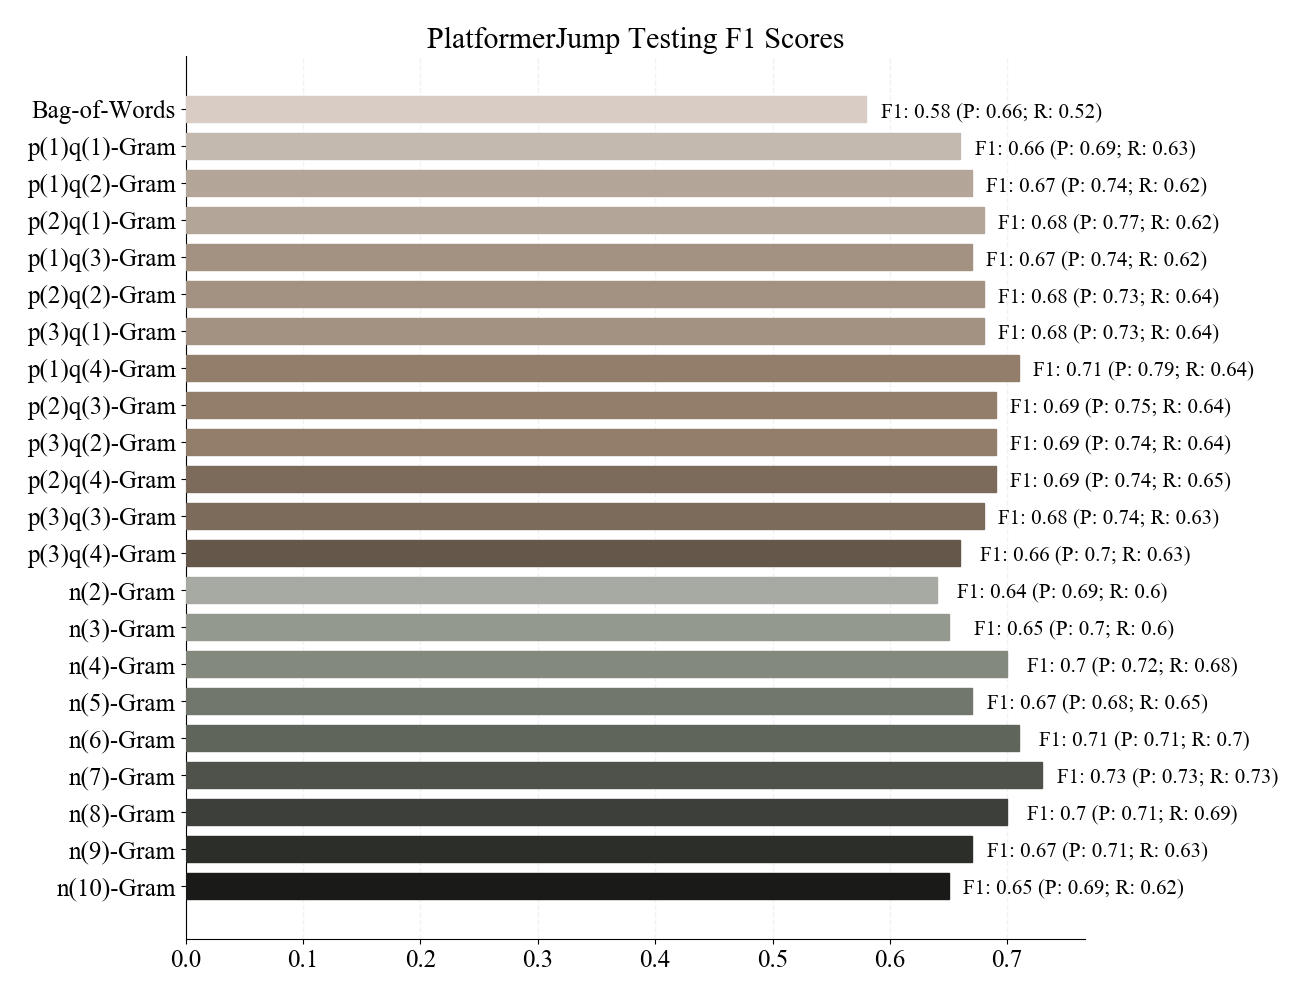 PlatformerJump Testing F1 Scores
Bag-of-Words F1: 0.58 (P: 0.66; R: 0.52)
p(1)q(1)-Gram F1: 0.66 (P: 0.69; R: 0.63)
p(1)q(2)-Gram F1: 0.67 (P: 0.74; R: 0.62)
p(2)q(1)-Gram F1: 0.68 (P: 0.77; R: 0.62)
p(1)q(3)-Gram F1: 0.67 (P: 0.74; R: 0.62)
p(2)q(2)-Gram F1: 0.68 (P: 0.73; R: 0.64)
p(3)q(1)-Gram F1: 0.68 (P: 0.73; R: 0.64)
p(1)q(4)-Gram F1: 0.71 (P: 0.79; R: 0.64)
p(2)q(3)-Gram F1: 0.69 (P: 0.75; R: 0.64)
p(3)q(2)-Gram F1: 0.69 (P: 0.74; R: 0.64)
p(2)q(4)-Gram F1: 0.69 (P: 0.74; R: 0.65)
p(3)q(3)-Gram F1: 0.68 (P: 0.74; R: 0.63)
p(3)q(4)-Gram F1: 0.66 (P: 0.7; R: 0.63)
n(2)-Gram F1: 0.64 (P: 0.69; R: 0.6)
n(3)-Gram F1: 0.65 (P: 0.7; R: 0.6)
n(4)-Gram F1: 0.7 (P: 0.72; R: 0.68)
n(5)-Gram F1: 0.67 (P: 0.68; R: 0.65)
n(6)-Gram F1: 0.71 (P: 0.71; R: 0.7)
n(7)-Gram F1: 0.73 (P: 0.73; R: 0.73)
n(8)-Gram F1: 0.7 (P: 0.71; R: 0.69)
n(9)-Gram F1: 0.67 (P: 0.71; R: 0.63)
n(10)-Gram F1: 0.65 (P: 0.69; R: 0.62)
0.0 0.1 0.2 0.3 0.4 0.5 0.6 0.7